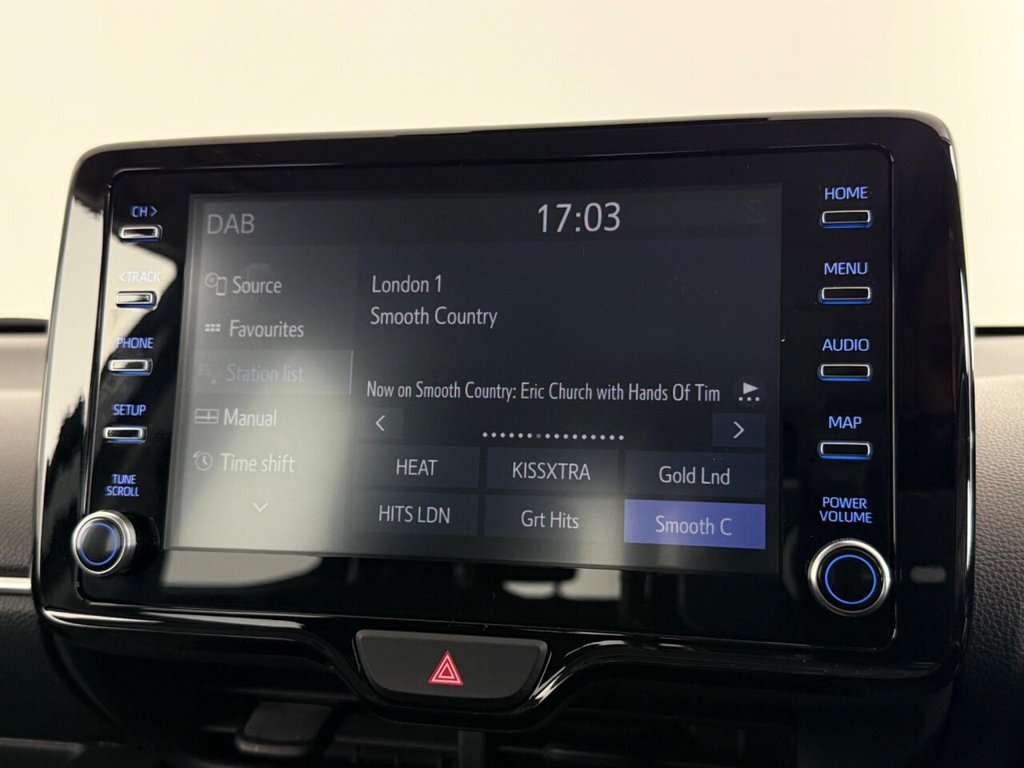 CH >
< TRACK
PHONE
SETUP
TUNE
SCROLL
DAB
17:03
Source
Favourites
Station list
Manual
Time shift
London 1
Smooth Country
Now on Smooth Country: Eric Church with Hands Of Tim
HEAT
KISSXTRA
Gold Lnd
HITS LDN
Grt Hits
Smooth C
HOME
MENU
AUDIO
MAP
POWER
VOLUME